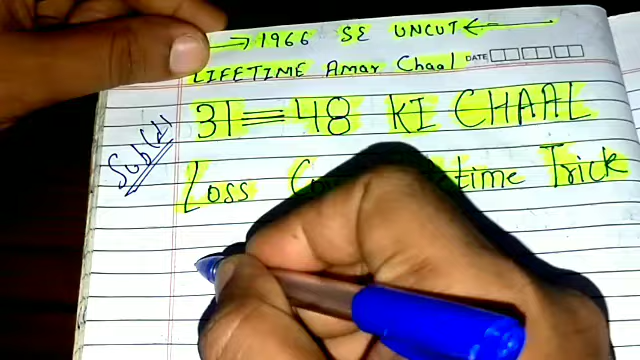 1966 SE UNCUT
LIFETIME Amar Chaal
DATE
31 = 48 KI CHAAL
Loss Trick